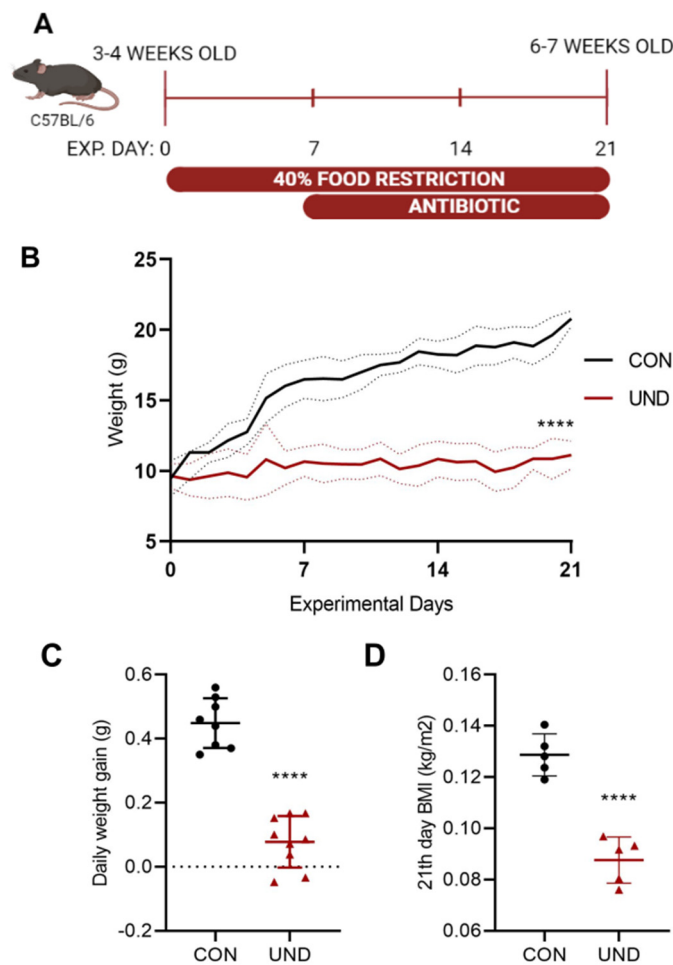 A
3-4 WEEKS OLD
6-7 WEEKS OLD
C57BL/6
EXP. DAY: 0 7 14 21
40% FOOD RESTRICTION
ANTIBIOTIC
B
25
20
15
10
5
Weight (g)
CON
UND
****
0 7 14 21
Experimental Days
C
0.6
0.4
0.2
0.0
-0.2
Daily weight gain (g)
****
CON UND
D
0.16
0.14
0.12
0.10
0.08
0.06
21th day BMI (kg/m2)
****
CON UND